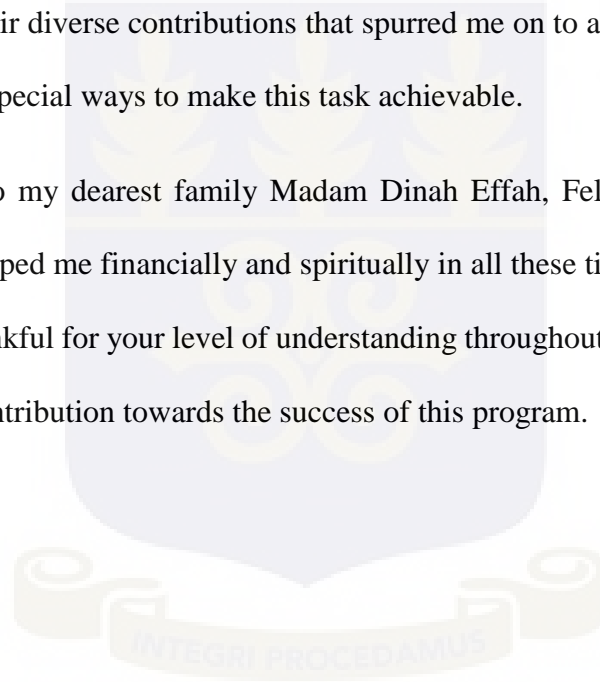 ir diverse contributions that spurred me on to a
pecial ways to make this task achievable.
o my dearest family Madam Dinah Effah, Fel
ped me financially and spiritually in all these ti
nkful for your level of understanding throughout
ntribution towards the success of this program.
INTEGRI PROCEDAMUS